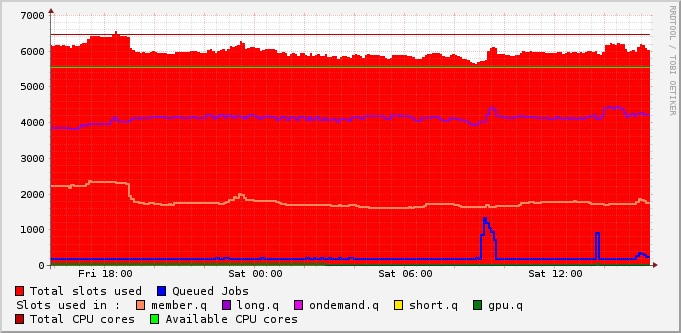 7000
6000
5000
4000
3000
2000
1000
0
Fri 18:00 Sat 00:00 Sat 06:00 Sat 12:00
RRDTOOL / TOBI OETIKER
Total slots used Queued Jobs
Slots used in : member.q long.q ondemand.q short.q gpu.q
Total CPU cores Available CPU cores